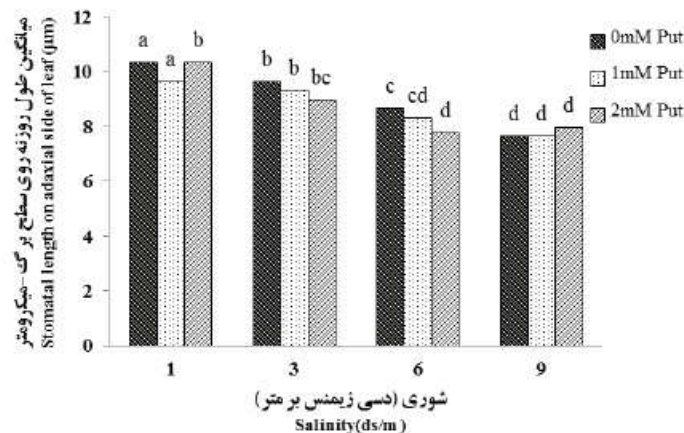 میانگین طول روزنه روی سطح برگ -میکرومتر
Stomatal length on adaxial side of leaf (µm)
12
10
8
6
4
2
0
a a b
b b bc
c cd d
d d d
0mM Put
1mM Put
2mM Put
1 3 6 9
شوری (دسی زیمنس بر متر)
Salinity(ds/m)